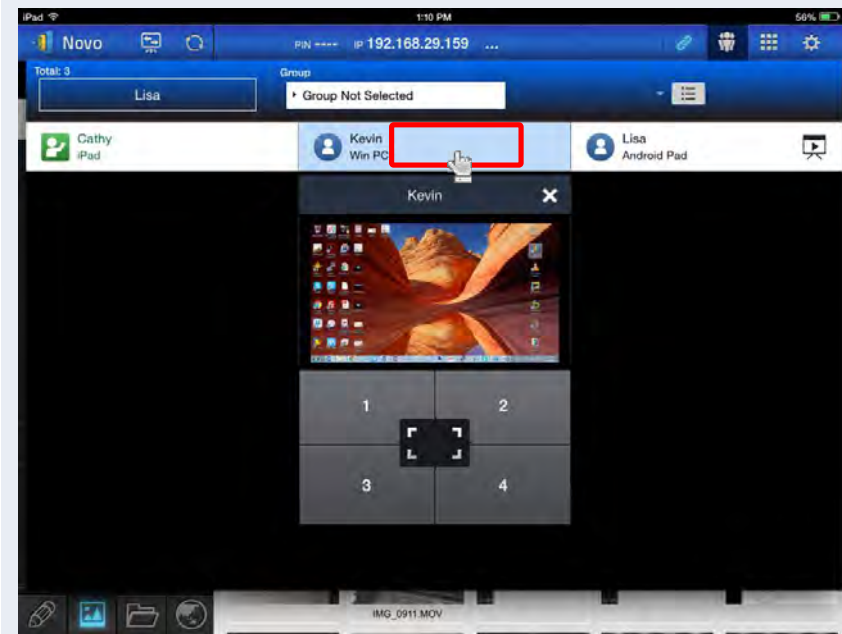 iPad 1:10 PM 56%
Novo PIN ---- IP 192.168.29.159 ...
Total: 3 Group
Lisa Group Not Selected
Cathy Kevin Lisa
iPad Win PC Android Pad
Kevin
1 2
3 4
IMG_0911.MOV